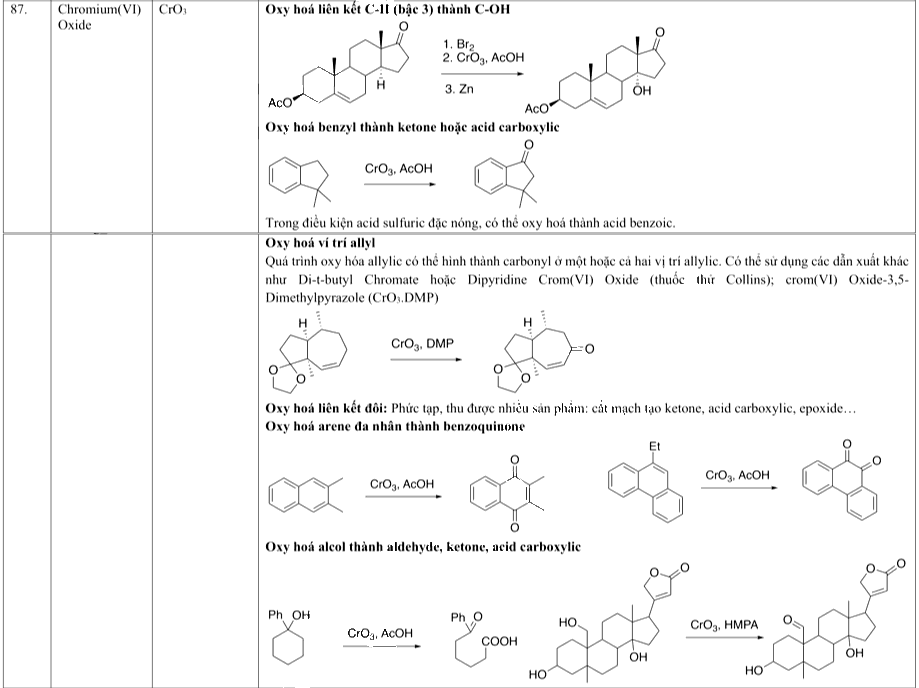 87.
Chromium(VI)
Oxide
CrO₃
Oxy hoá liên kết C-H (bậc 3) thành C-OH
O
1. Br₂
2. CrO₃, AcOH
3. Zn
H
AcO
O
OH
AcO
Oxy hoá benzyl thành ketone hoặc acid carboxylic
CrO₃, AcOH
O
Trong điều kiện acid sulfuric đặc nóng, có thể oxy hoá thành acid benzoic.
Oxy hoá ví trí allyl
Quá trình oxy hóa allylic có thể hình thành carbonyl ở một hoặc cả hai vị trí allylic. Có thể sử dụng các dẫn xuất khác
như Di-t-butyl Chromate hoặc Dipyridine Crom(VI) Oxide (thuốc thử Collins); crom(VI) Oxide-3,5-
Dimethylpyrazole (CrO₃.DMP)
H
O
O
CrO₃, DMP
H
O
O
O
Oxy hoá liên kết đôi: Phức tạp, thu được nhiều sản phẩm: cắt mạch tạo ketone, acid carboxylic, epoxide…
Oxy hoá arene đa nhân thành benzoquinone
CrO₃, AcOH
O
O
Et
CrO₃, AcOH
O
O
Oxy hoá alcol thành aldehyde, ketone, acid carboxylic
Ph OH
CrO₃, AcOH
Ph O
COOH
O O
HO
OH
HO
CrO₃, HMPA
O O
O
OH
HO